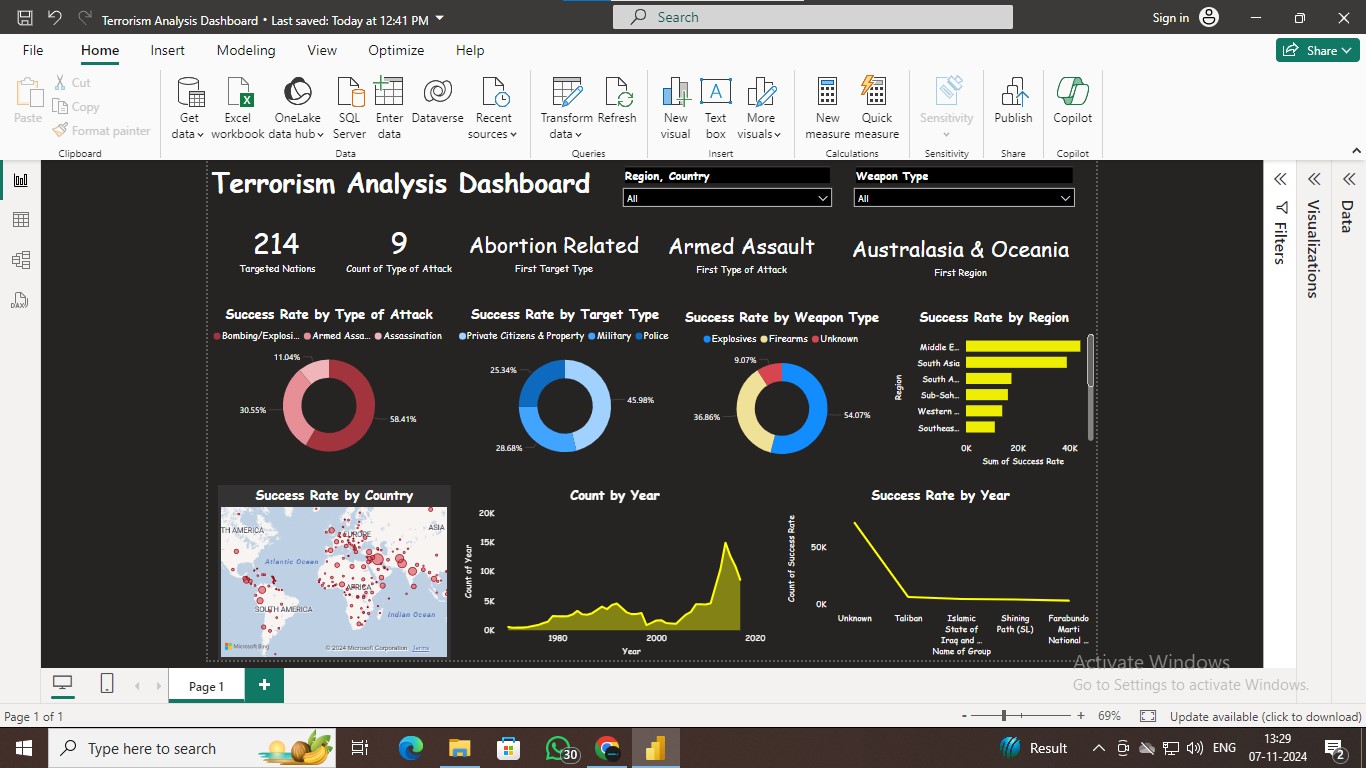 Terrorism Analysis Dashboard • Last saved: Today at 12:41 PM
Search
Sign in
File
Home
Insert
Modeling
View
Optimize
Help
Share
Paste
Cut
Copy
Format painter
Clipboard
Get data
Excel workbook
OneLake data hub
SQL Server
Enter data
Dataverse
Recent sources
Data
Transform data
Refresh
Queries
New visual
Text box
More visuals
Insert
New measure
Quick measure
Calculations
Sensitivity
Sensitivity
Publish
Share
Copilot
Copilot
Terrorism Analysis Dashboard
Region, Country
All
Weapon Type
All
214
Targeted Nations
9
Count of Type of Attack
Abortion Related
First Target Type
Armed Assault
First Type of Attack
Australasia & Oceania
First Region
Success Rate by Type of Attack
Bombing/Explosi... Armed Assa... Assassination
11.04%
30.55%
58.41%
Success Rate by Target Type
Private Citizens & Property Military Police
25.34%
45.98%
28.68%
Success Rate by Weapon Type
Explosives Firearms Unknown
9.07%
36.86%
54.07%
Success Rate by Region
Region
Middle E...
South Asia
South A...
Sub-Sah...
Western ...
Southeas...
0K 20K 40K
Sum of Success Rate
Success Rate by Country
TH AMERICA
EUROPE
ASIA
Atlantic Ocean
AFRICA
SOUTH AMERICA
Indian Ocean
Microsoft Bing
© 2024 Microsoft Corporation Terms
Count by Year
Count of Year
20K
15K
10K
5K
0K
1980 2000 2020
Year
Success Rate by Year
Count of Success Rate
50K
0K
Unknown
Taliban
Islamic State of Iraq and ...
Shining Path (SL)
Farabundo Marti National ...
Name of Group
Filters
Visualizations
Data
Activate Windows
Go to Settings to activate Windows.
Page 1
+
Page 1 of 1
- + 69%
Update available (click to download)
Type here to search
30
Result
ENG
13:29
07-11-2024
2